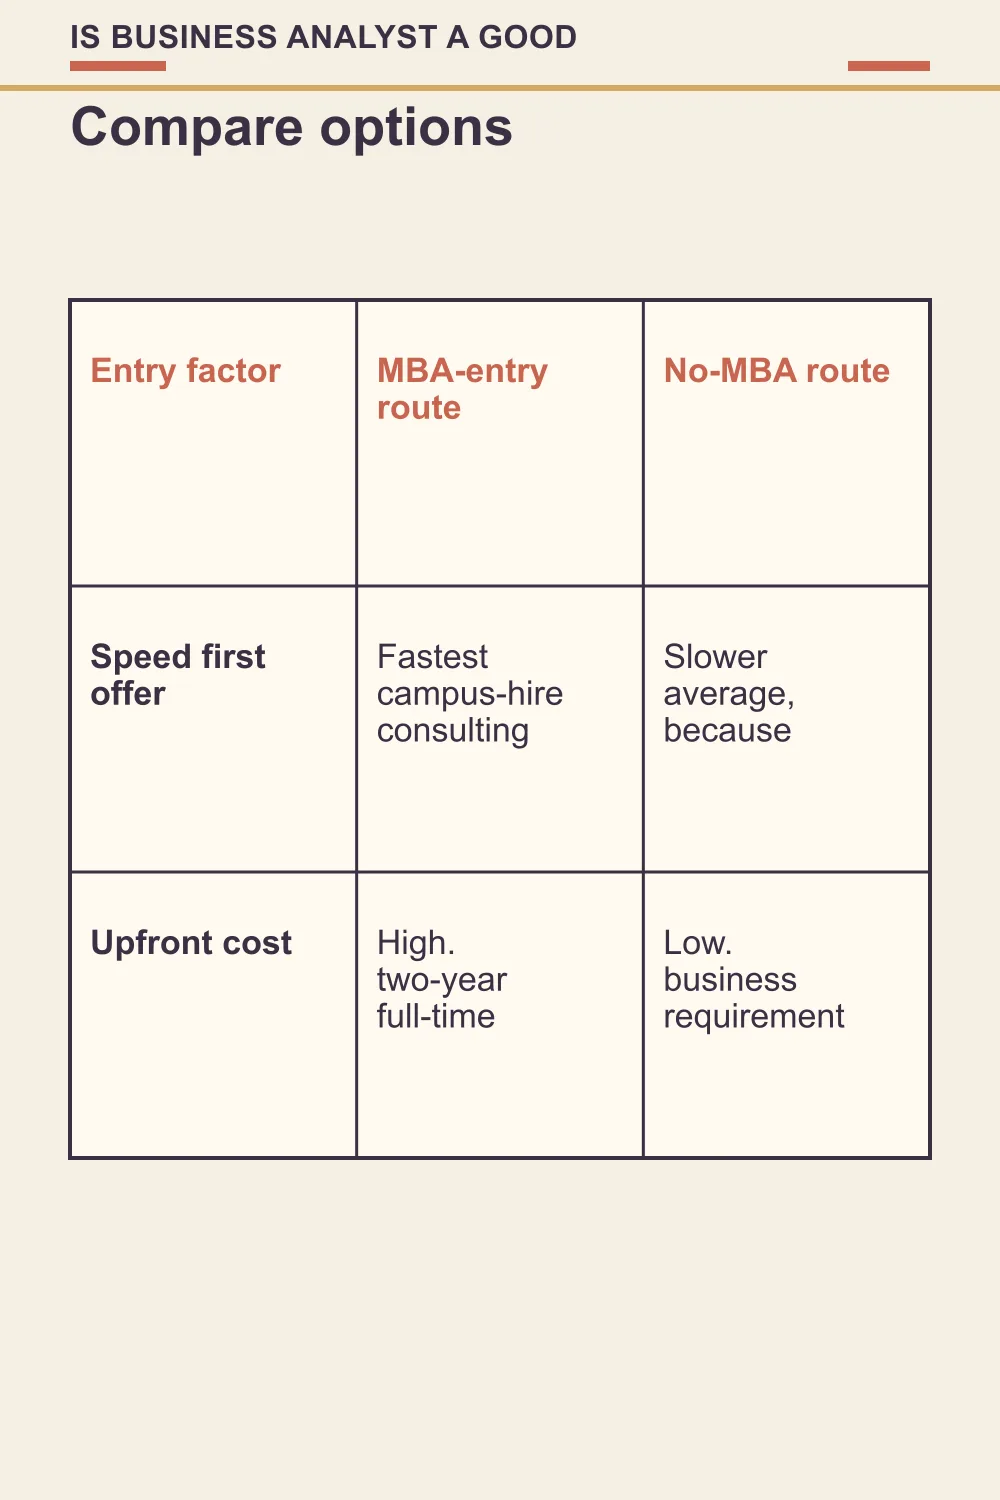 IS BUSINESS ANALYST A GOOD
Compare options
Entry factor
MBA-entry
route
No-MBA route
Speed first
offer
Fastest
campus-hire
consulting
Slower
average,
because
Upfront cost
High.
two-year
full-time
Low.
business
requirement